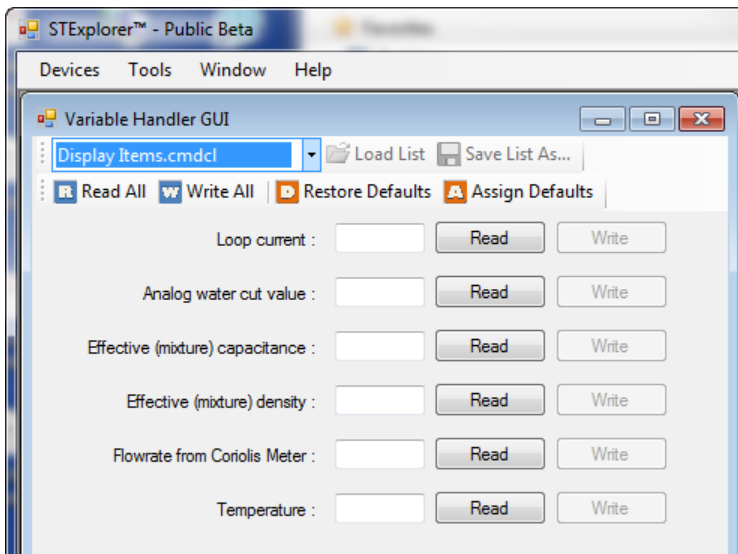 STExplorer™ - Public Beta
Favorites
Devices Tools Window Help
Variable Handler GUI
Display Items.cmdcl Load List Save List As...
R Read All W Write All D Restore Defaults A Assign Defaults
Loop current : Read Write
Analog water cut value : Read Write
Effective (mixture) capacitance : Read Write
Effective (mixture) density : Read Write
Flowrate from Coriolis Meter : Read Write
Temperature : Read Write